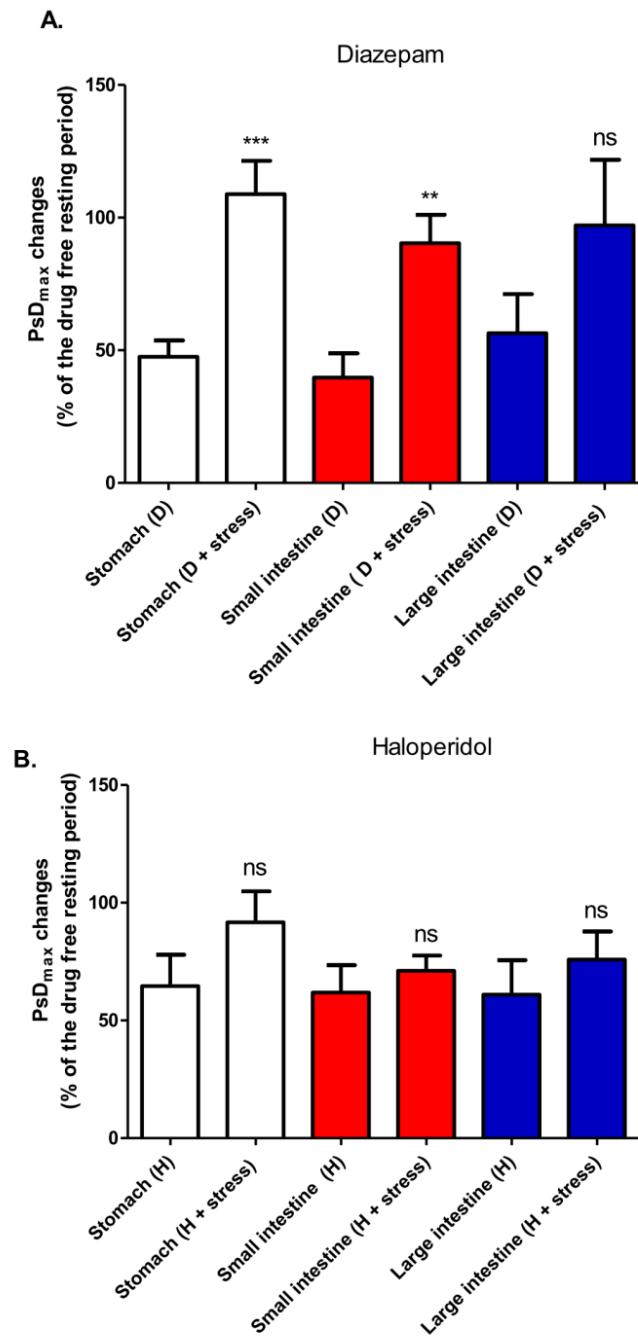 A.
Diazepam
PsDmax changes
(% of the drug free resting period)
150
100
50
0
***
**
ns
Stomach (D)
Stomach (D + stress)
Small intestine (D)
Small intestine ( D + stress)
Large intestine (D)
Large intestine (D + stress)
B.
Haloperidol
PsDmax changes
(% of the drug free resting period)
150
100
50
0
ns
ns
ns
Stomach (H)
Stomach (H + stress)
Small intestine (H)
Small intestine (H + stress)
Large intestine (H)
Large intestine (H + stress)